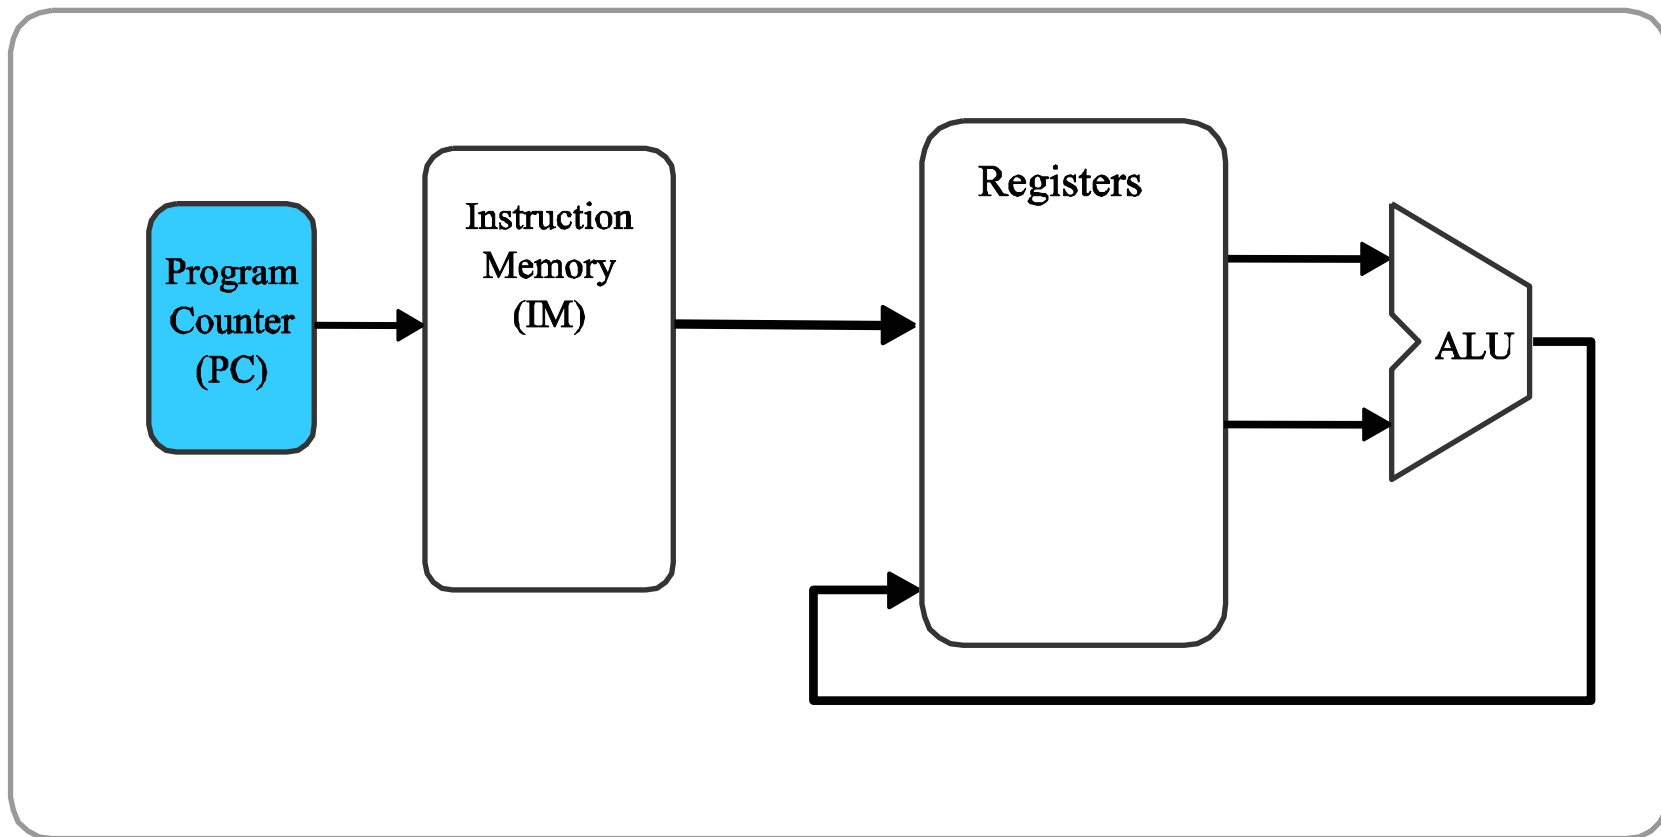 Program
Counter
(PC)
Instruction
Memory
(IM)
Registers
ALU